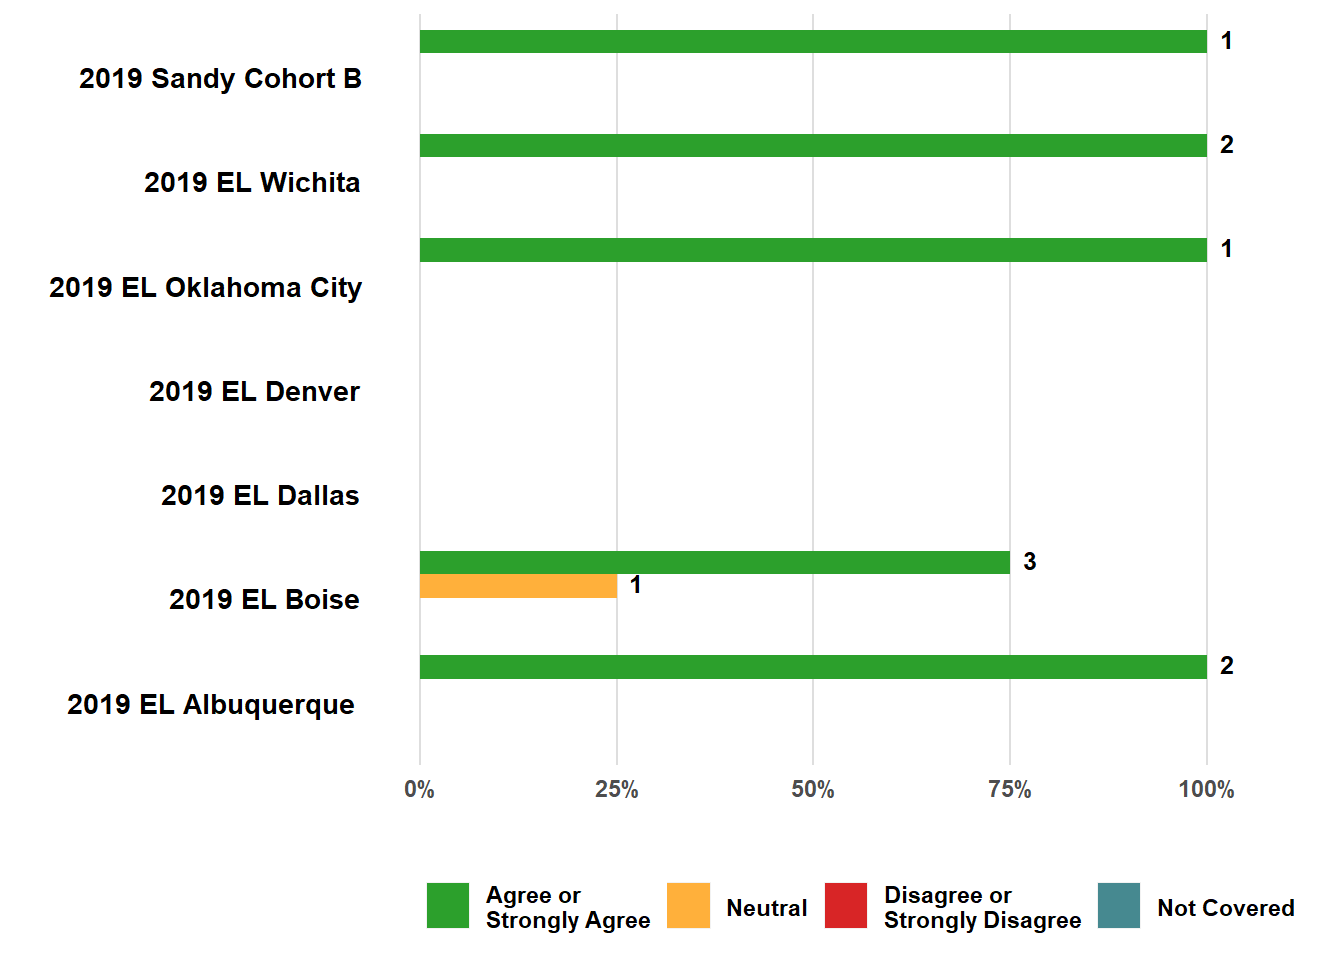 1
2019 Sandy Cohort B
2
2019 EL Wichita
1
2019 EL Oklahoma City
2019 EL Denver
2019 EL Dallas
3
1
2019 EL Boise
2
2019 EL Albuquerque
0% 25% 50% 75% 100%
Agree or
Strongly Agree
Neutral
Disagree or
Strongly Disagree
Not Covered